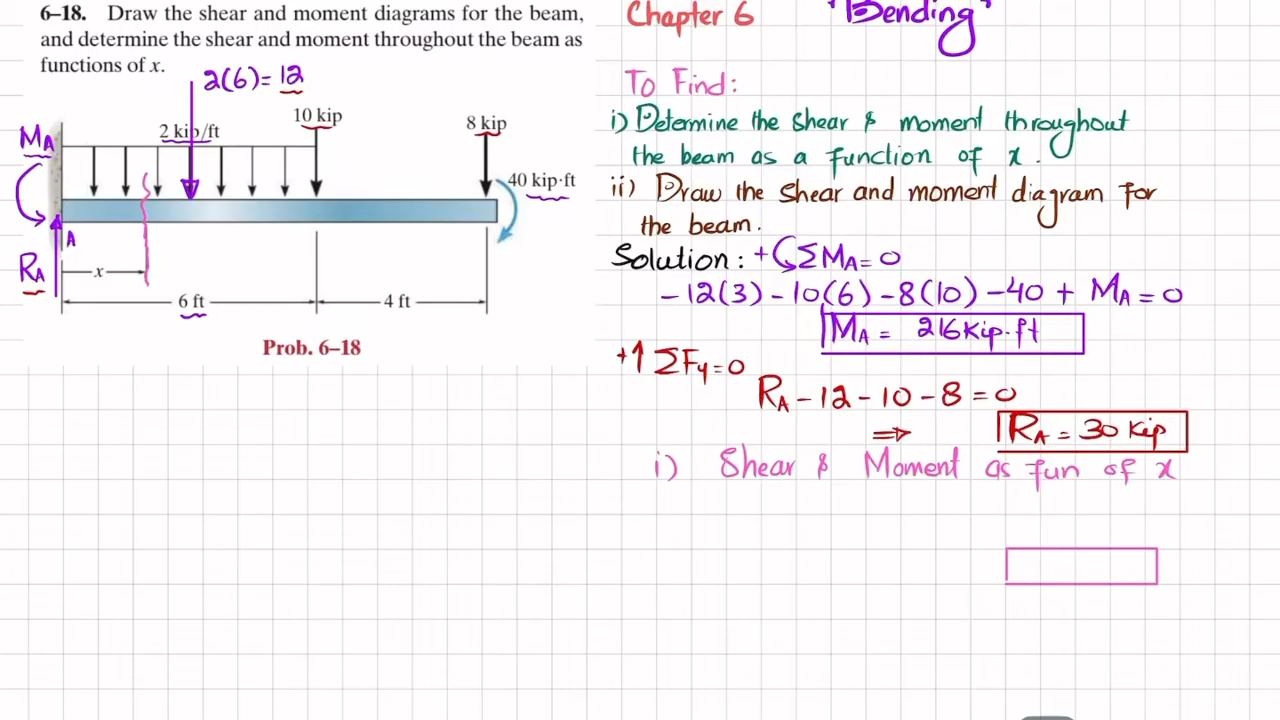 6–18. Draw the shear and moment diagrams for the beam,
and determine the shear and moment throughout the beam as
functions of x.
2(6)= 12
10 kip
8 kip
2 kip/ft
MA
40 kip·ft
A
RA
x
6 ft
4 ft
Prob. 6–18
Chapter 6 "Bending"
To Find:
i) Determine the shear & moment throughout
the beam as a function of x.
ii) Draw the shear and moment diagram for
the beam.
Solution: + ΣMA=0
-12(3) -10(6) -8(10) -40 + MA=0
MA = 216 Kip.ft
+↑ ΣFy=0
RA -12 -10 -8 =0
⇒ RA = 30 Kip
i) Shear & Moment as fun of x